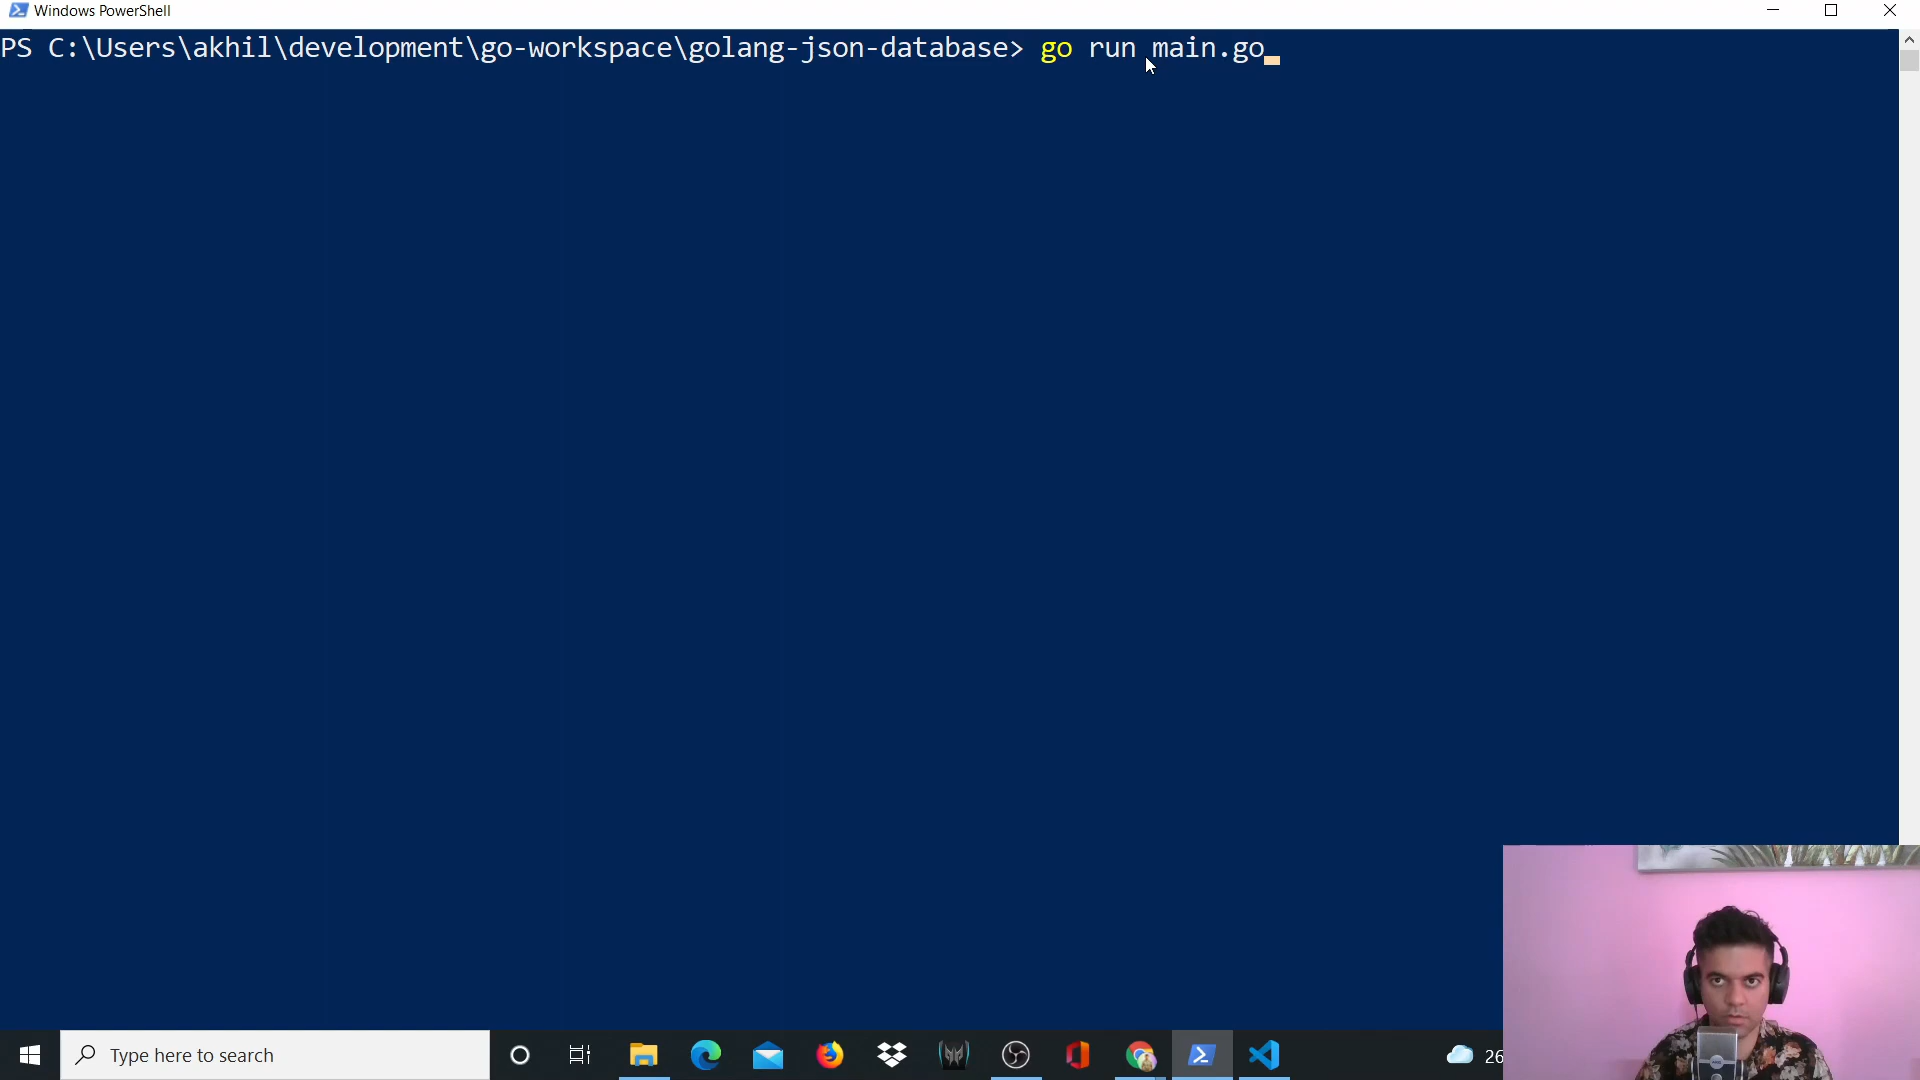 Windows PowerShell
PS C:\Users\akhil\development\go-workspace\golang-json-database> go run main.go
Type here to search
26